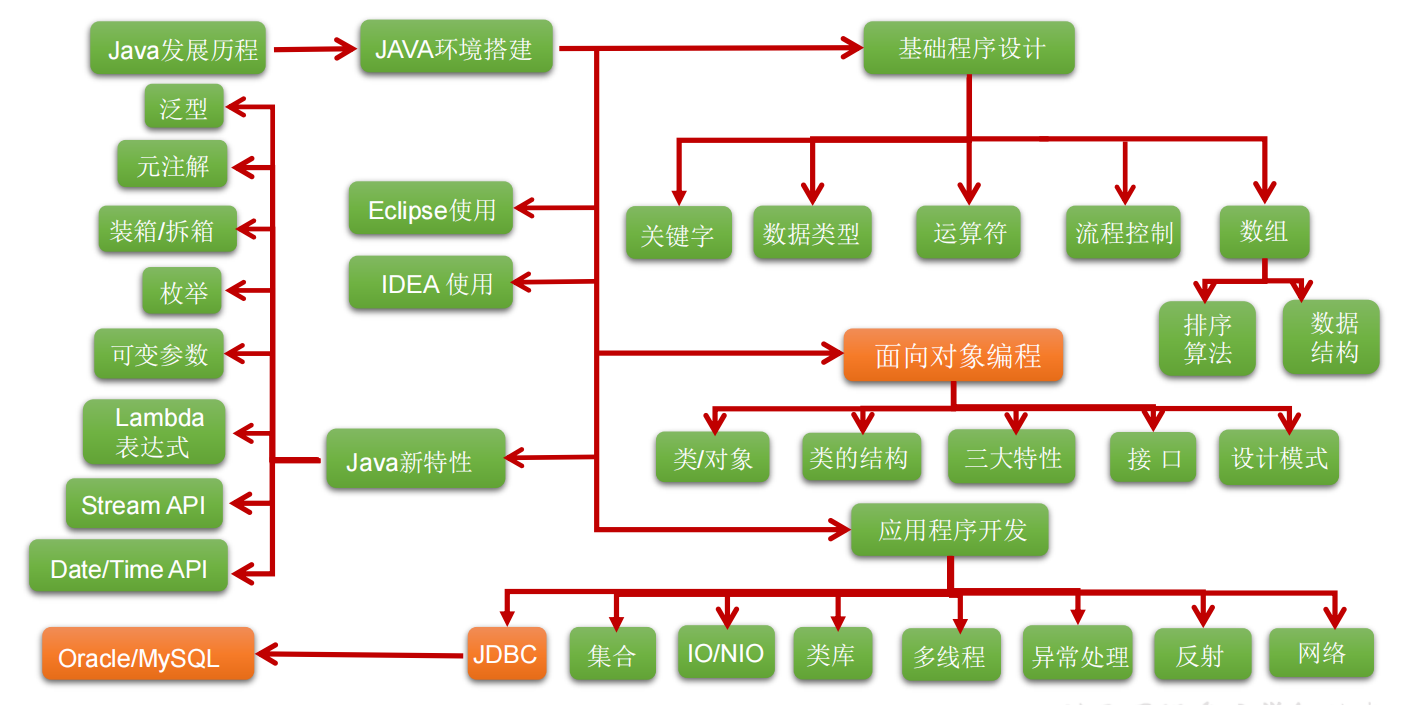 Java发展历程
JAVA环境搭建
基础程序设计
泛型
元注解
装箱/拆箱
枚举
可变参数
Lambda
表达式
Stream API
Date/Time API
Eclipse使用
IDEA 使用
Java新特性
关键字
数据类型
运算符
流程控制
数组
排序
算法
数据
结构
面向对象编程
类/对象
类的结构
三大特性
接 口
设计模式
应用程序开发
Oracle/MySQL
JDBC
集合
IO/NIO
类库
多线程
异常处理
反射
网络